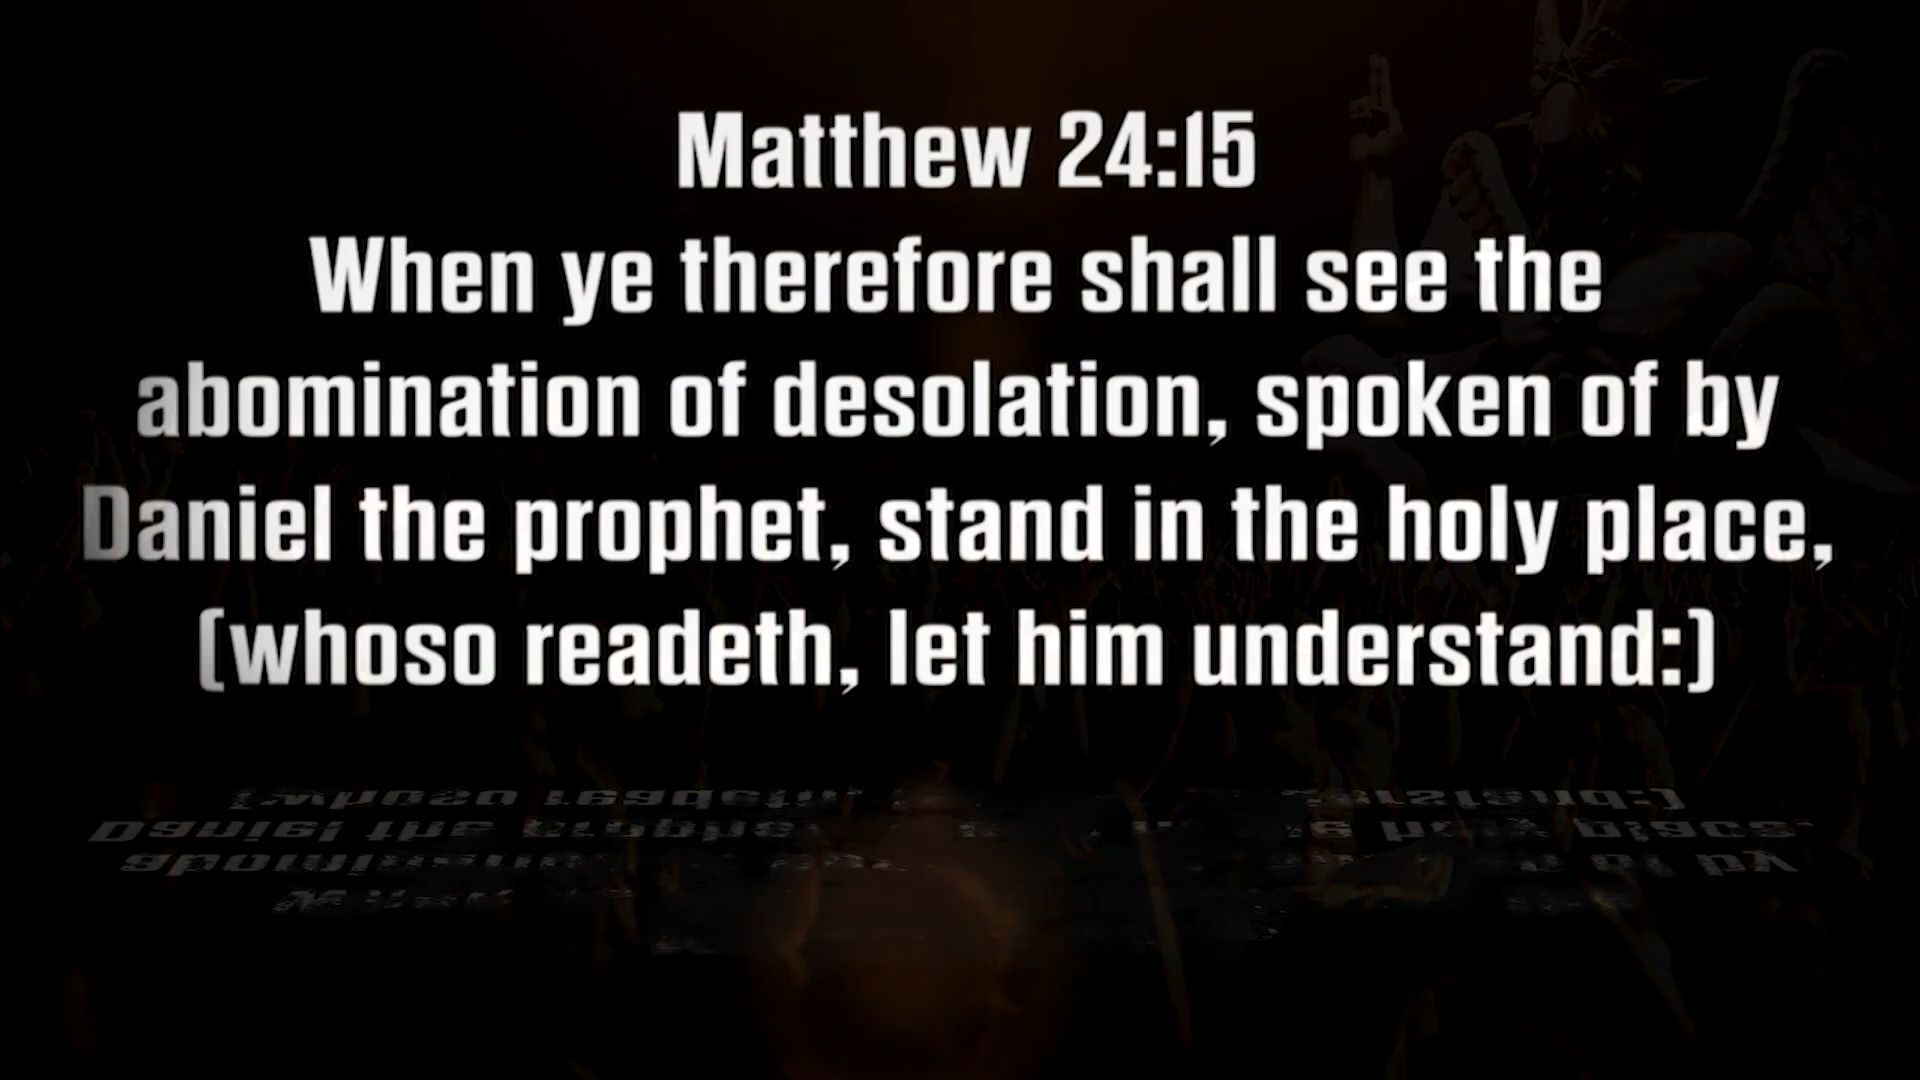 Matthew 24:15
When ye therefore shall see the
abomination of desolation, spoken of by
Daniel the prophet, stand in the holy place,
(whoso readeth, let him understand:)